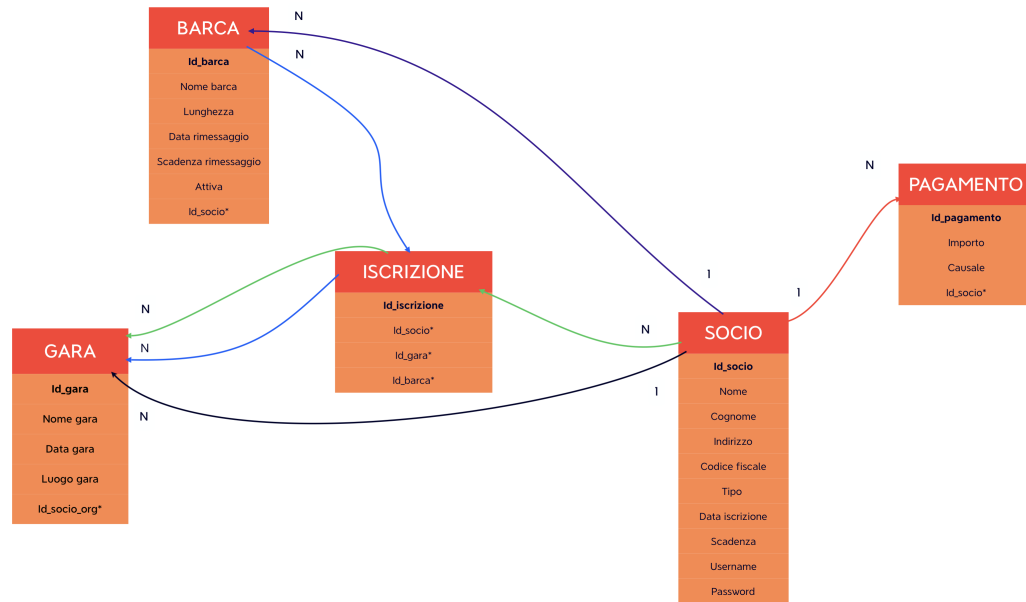 BARCA
Id_barca
Nome barca
Lunghezza
Data rimessaggio
Scadenza rimessaggio
Attiva
Id_socio*
N
N
N
PAGAMENTO
Id_pagamento
Importo
Causale
Id_socio*
1
1
ISCRIZIONE
Id_iscrizione
Id_socio*
Id_gara*
Id_barca*
N
N
N
N
1
GARA
Id_gara
Nome gara
Data gara
Luogo gara
Id_socio_org*
SOCIO
Id_socio
Nome
Cognome
Indirizzo
Codice fiscale
Tipo
Data iscrizione
Scadenza
Username
Password